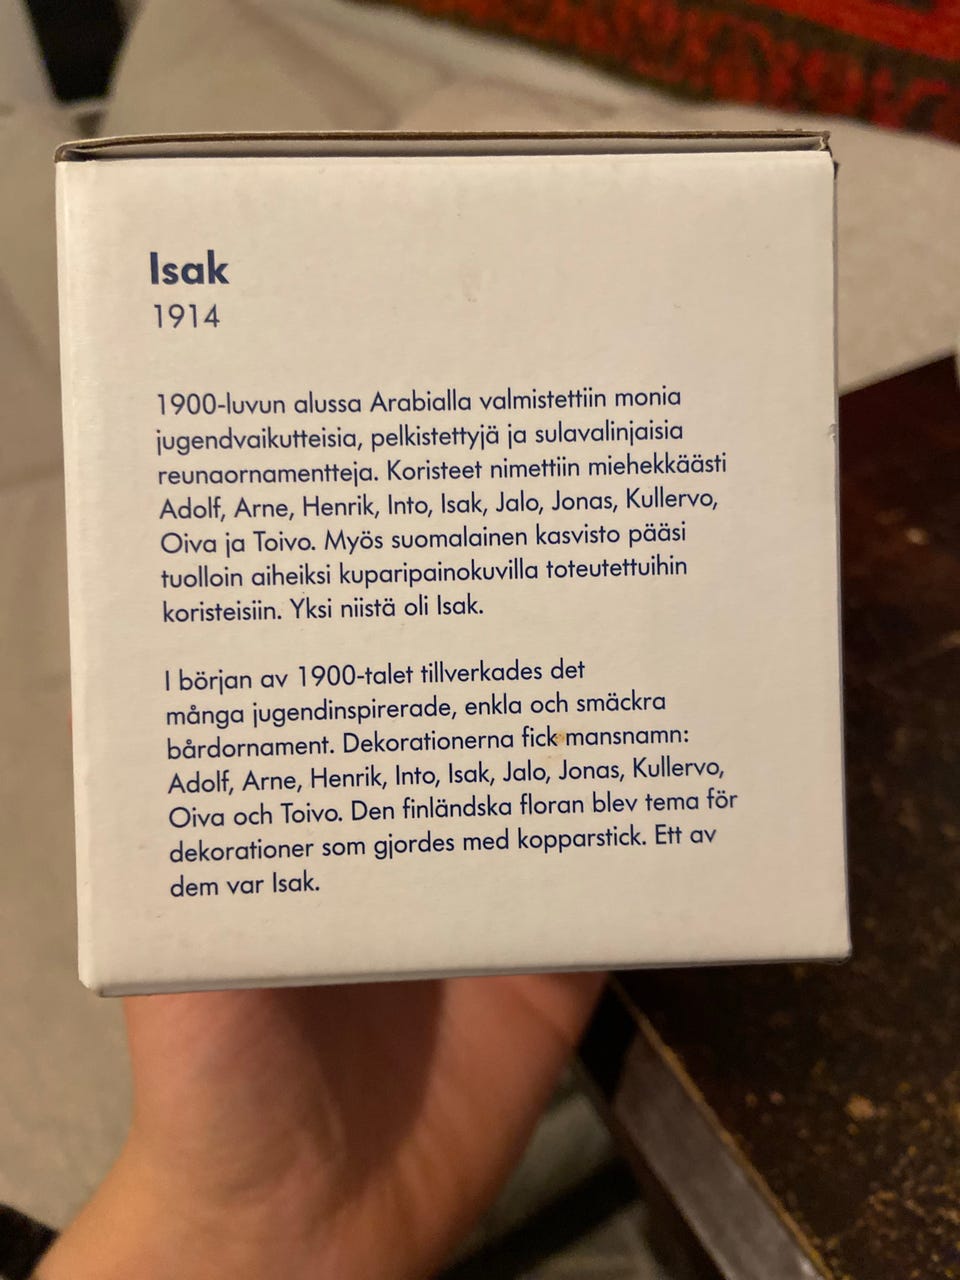 Isak
1914
1900-luvun alussa Arabialla valmistettiin monia
jugendvaikutteisia, pelkistettyjä ja sulavalinjaisia
reunaornamentteja. Koristeet nimettiin miehekkäästi
Adolf, Arne, Henrik, Into, Isak, Jalo, Jonas, Kullervo,
Oiva ja Toivo. Myös suomalainen kasvisto pääsi
tuolloin aiheiksi kuparipainokuvilla toteutettuihin
koristeisiin. Yksi niistä oli Isak.
I början av 1900-talet tillverkades det
många jugendinspirerade, enkla och smäckra
bårdornament. Dekorationerna fick mansnamn:
Adolf, Arne, Henrik, Into, Isak, Jalo, Jonas, Kullervo,
Oiva och Toivo. Den finländska floran blev tema för
dekorationer som gjordes med kopparstick. Ett av
dem var Isak.